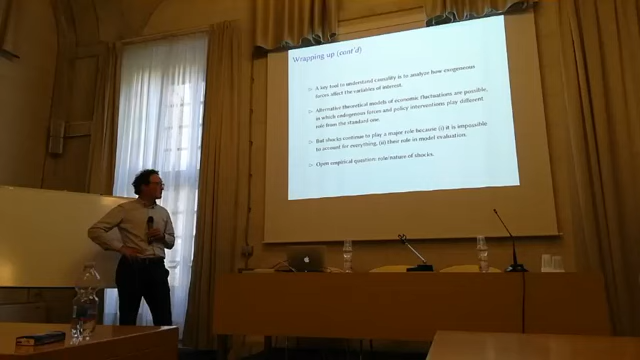 Wrapping up (cont'd)
A key tool to understand causality is to analyze how exogenous
forces affect the variables of interest.
Alternative theoretical models of economic fluctuations are possible,
in which endogenous forces and policy interventions play different
role from the standard one.
But shocks continue to play a major role because (i) it is impossible
to account for everything, (ii) their role in model evaluation.
Open empirical question: role/nature of shocks.